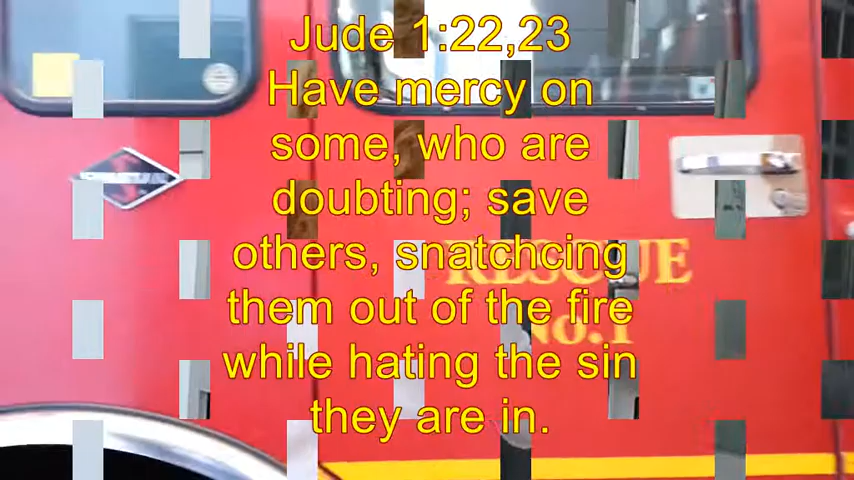 Jude 1:22,23
Have mercy on
some, who are
doubting; save
others, snatchcing
them out of the fire
while hating the sin
they are in.
RESCUE
No.1